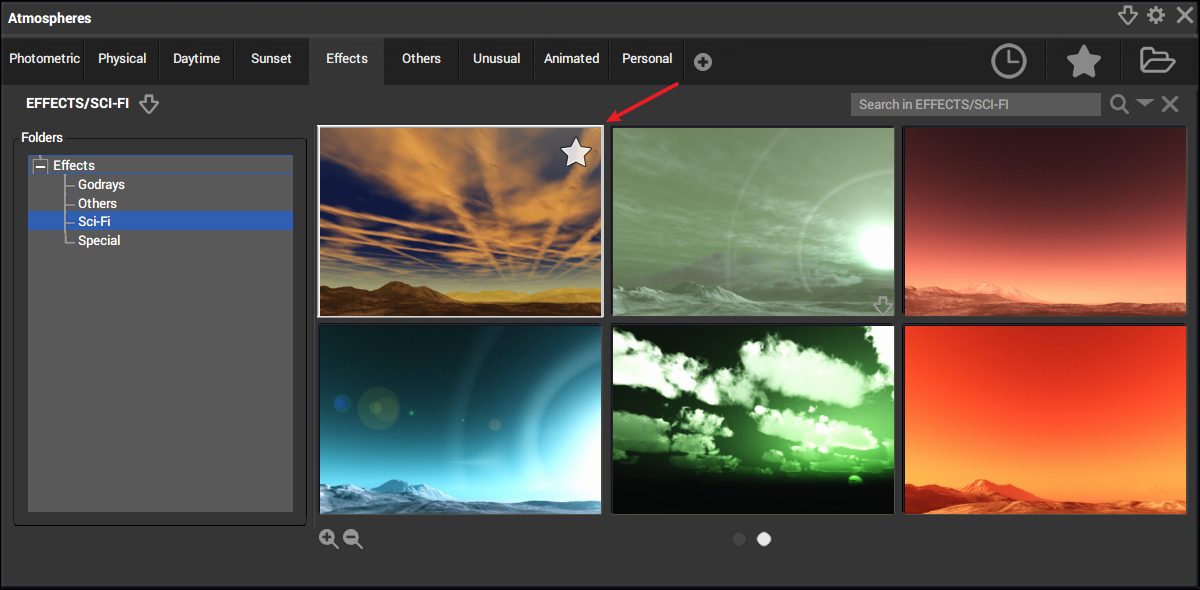 Atmospheres
Photometric Physical Daytime Sunset Effects Others Unusual Animated Personal
EFFECTS/SCI-FI
Search in EFFECTS/SCI-FI
Folders
Effects
Godrays
Others
Sci-Fi
Special